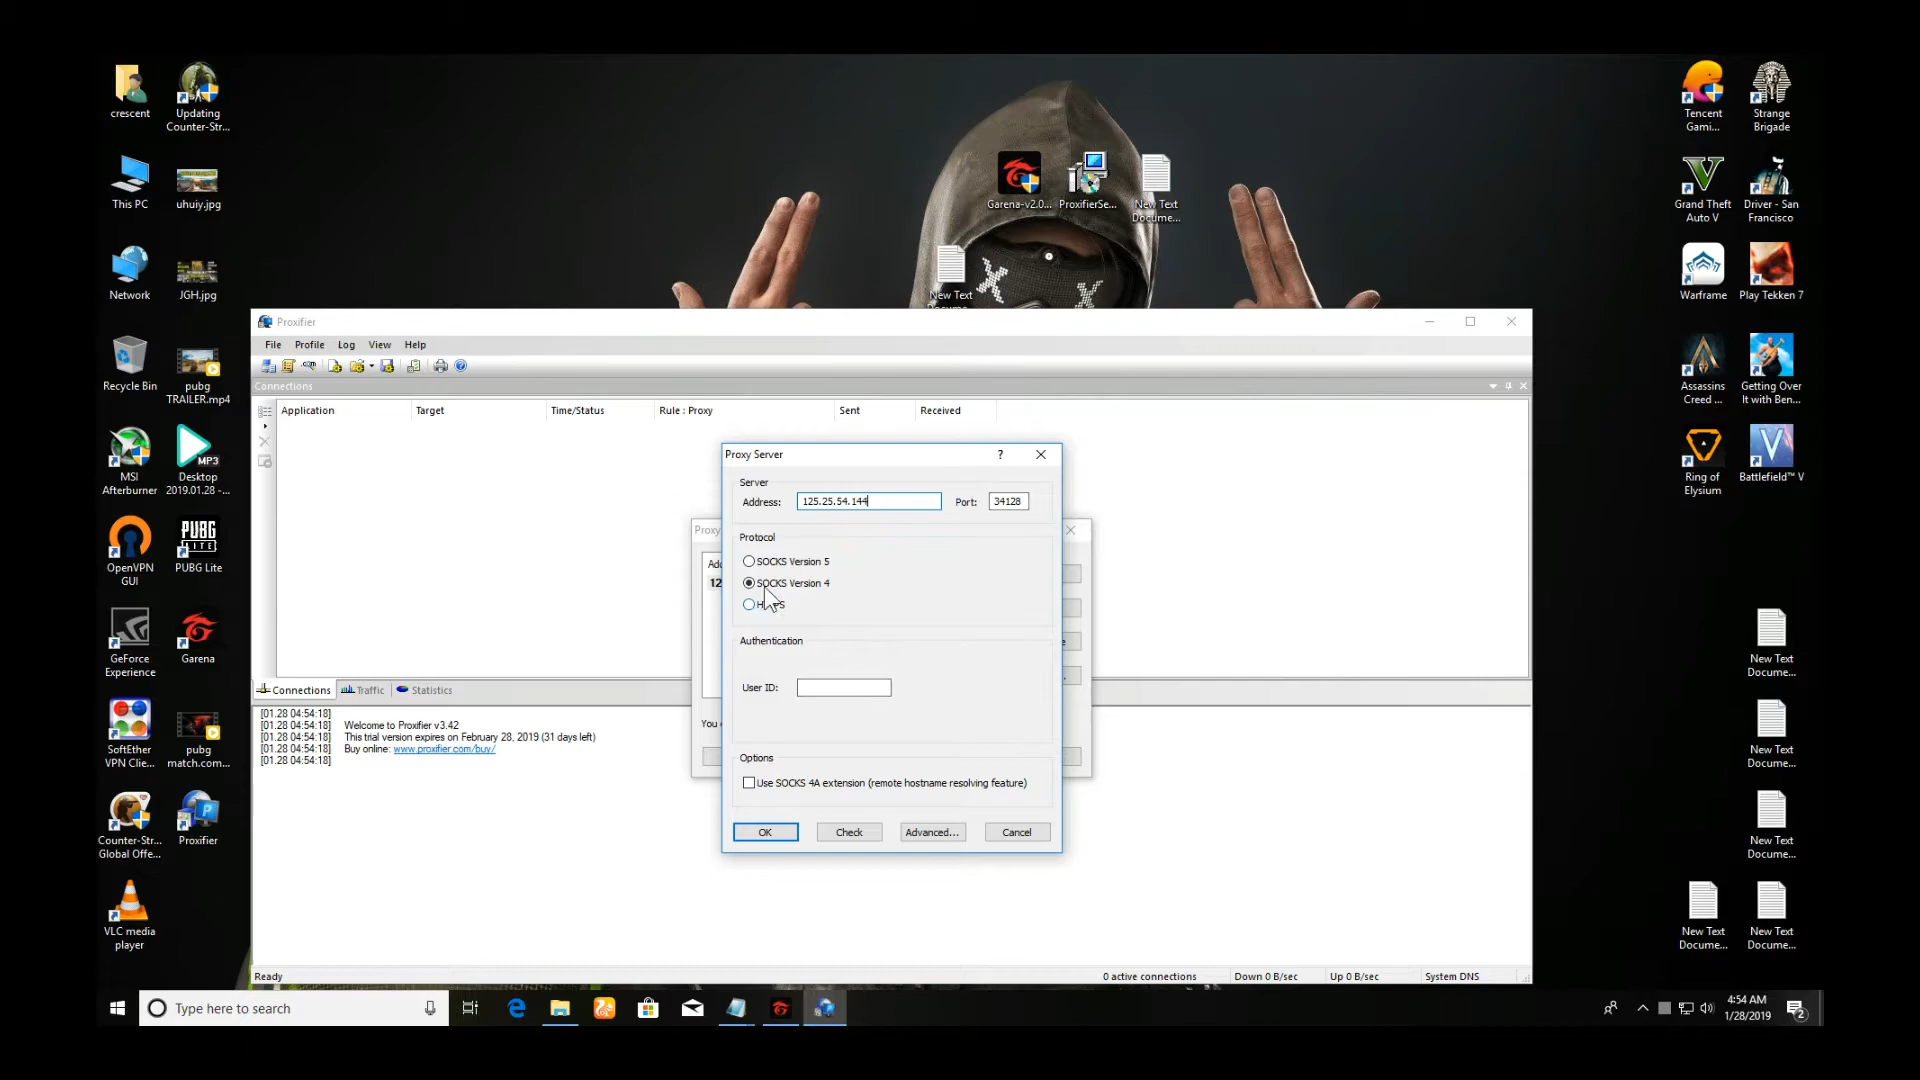 crescent
Updating
Counter-Str...
This PC
uhuiy.jpg
Network
JGH.jpg
Recycle Bin
pubg
TRAILER.mp4
MSI
Afterburner
MP3
Desktop
2019.01.28 -...
OpenVPN
GUI
PUBG
LITE
PUBG Lite
GeForce
Experience
Garena
SoftEther
VPN Clie...
pubg
match.com...
Counter-Str...
Global Offe...
Proxifier
VLC media
player
Garena-v2.0...
ProxifierSe...
New Text
Docume...
New Text
Tencent
Gami...
Strange
Brigade
Grand Theft
Auto V
Driver - San
Francisco
Warframe
Play Tekken 7
Assassins
Creed ...
Getting Over
It with Ben...
Ring of
Elysium
Battlefield™ V
New Text
Docume...
New Text
Docume...
New Text
Docume...
New Text
Docume...
New Text
Docume...
Proxifier
File Profile Log View Help
Connections
Application Target Time/Status Rule : Proxy Sent Received
Proxy Server
?
Server
Address: 125.25.54.144 Port: 34128
Protocol
SOCKS Version 5
SOCKS Version 4
Authentication
User ID:
Options
Use SOCKS 4A extension (remote hostname resolving feature)
OK Check Advanced... Cancel
Proxy
12
You
Connections Traffic Statistics
[01.28 04:54:18]
[01.28 04:54:18] Welcome to Proxifier v3.42
[01.28 04:54:18] This trial version expires on February 28, 2019 (31 days left)
[01.28 04:54:18] Buy online: www.proxifier.com/buy/
[01.28 04:54:18]
Ready 0 active connections Down 0 B/sec Up 0 B/sec System DNS
Type here to search
4:54 AM
1/28/2019
2